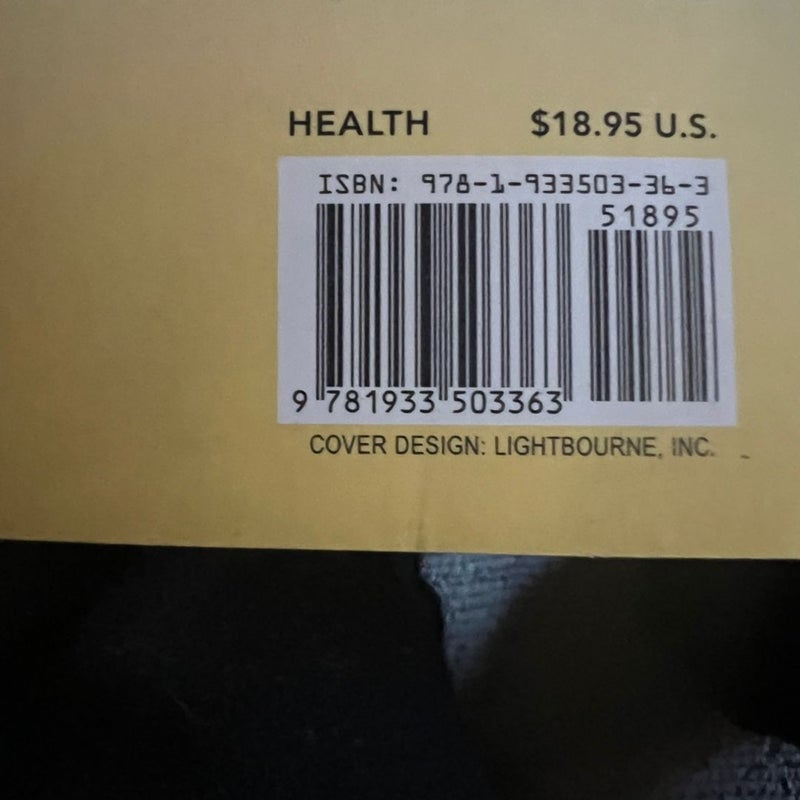 HEALTH $18.95 U.S.
ISBN: 978-1-933503-36-3
51895
9 781933 503363
COVER DESIGN: LIGHTBOURNE, INC.